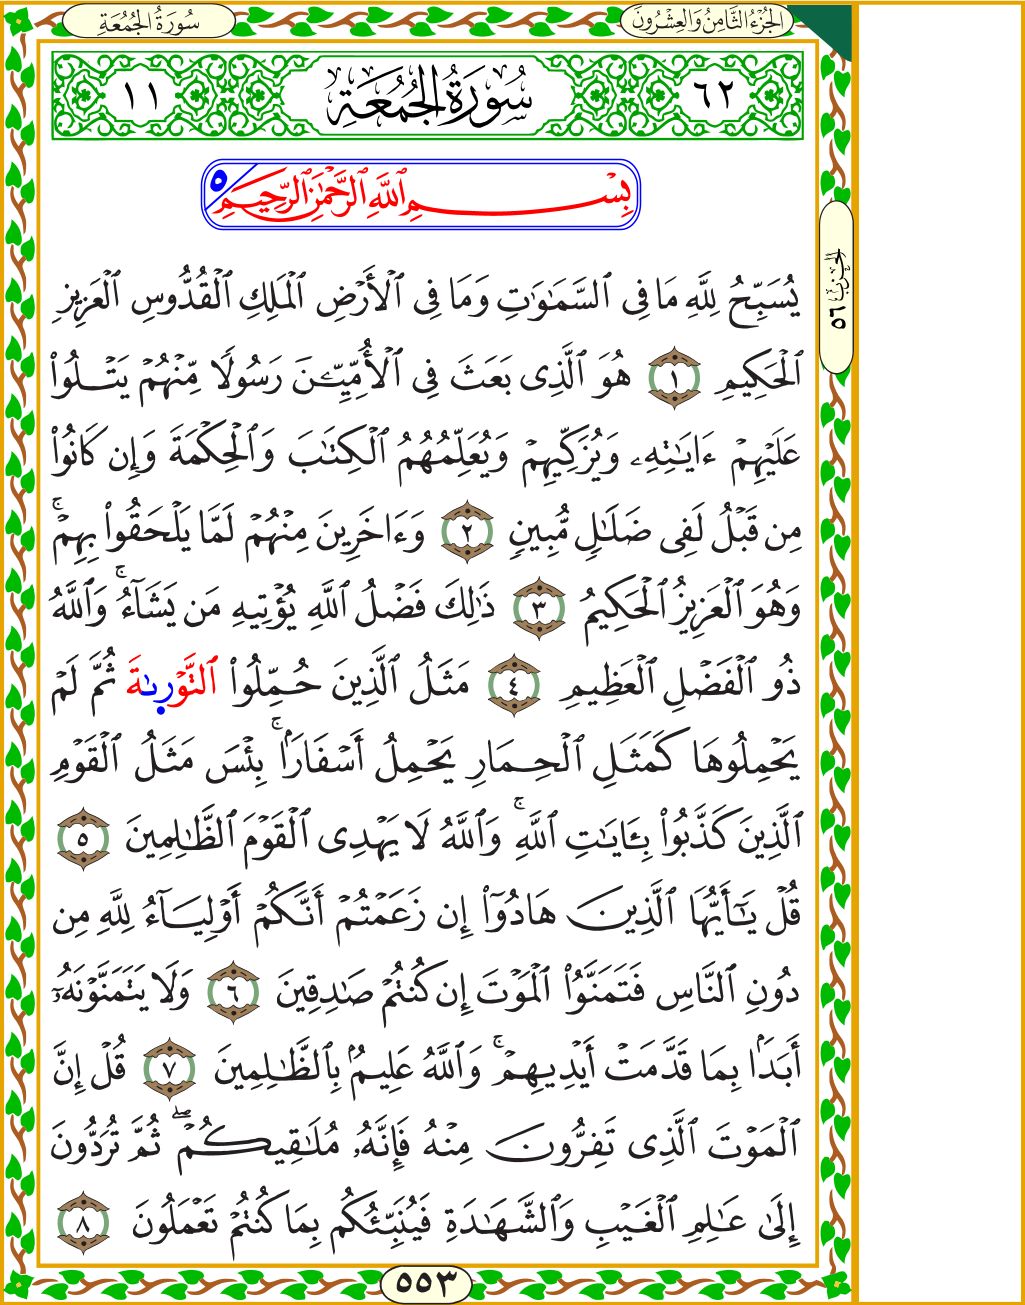 سُورَةُ الجُمُعَةِ
الجُزْءُ الثَّامِنُ وَالعِشْرُونَ
١١
سُورَةُ الجُمُعَةِ
٦٢
بِسْمِ ٱللَّهِ ٱلرَّحْمَٰنِ ٱلرَّحِيمِ ٥
الحِزْبُ ٥٦
يُسَبِّحُ لِلَّهِ مَا فِى ٱلسَّمَٰوَٰتِ وَمَا فِى ٱلْأَرْضِ ٱلْمَلِكِ ٱلْقُدُّوسِ ٱلْعَزِيزِ
ٱلْحَكِيمِ ١ هُوَ ٱلَّذِى بَعَثَ فِى ٱلْأُمِّيِّـۧنَ رَسُولًا مِّنْهُمْ يَتْلُوا۟
عَلَيْهِمْ ءَايَٰتِهِۦ وَيُزَكِّيهِمْ وَيُعَلِّمُهُمُ ٱلْكِتَٰبَ وَٱلْحِكْمَةَ وَإِن كَانُوا۟
مِن قَبْلُ لَفِى ضَلَٰلٍ مُّبِينٍ ٢ وَءَاخَرِينَ مِنْهُمْ لَمَّا يَلْحَقُوا۟ بِهِمْ ۚ
وَهُوَ ٱلْعَزِيزُ ٱلْحَكِيمُ ٣ ذَٰلِكَ فَضْلُ ٱللَّهِ يُؤْتِيهِ مَن يَشَآءُ ۚ وَٱللَّهُ
ذُو ٱلْفَضْلِ ٱلْعَظِيمِ ٤ مَثَلُ ٱلَّذِينَ حُمِّلُوا۟ ٱلتَّوْرَىٰةَ ثُمَّ لَمْ
يَحْمِلُوهَا كَمَثَلِ ٱلْحِمَارِ يَحْمِلُ أَسْفَارًۢا ۚ بِئْسَ مَثَلُ ٱلْقَوْمِ
ٱلَّذِينَ كَذَّبُوا۟ بِـَٔايَٰتِ ٱللَّهِ ۚ وَٱللَّهُ لَا يَهْدِى ٱلْقَوْمَ ٱلظَّٰلِمِينَ ٥
قُلْ يَٰٓأَيُّهَا ٱلَّذِينَ هَادُوٓا۟ إِن زَعَمْتُمْ أَنَّكُمْ أَوْلِيَآءُ لِلَّهِ مِن
دُونِ ٱلنَّاسِ فَتَمَنَّوُا۟ ٱلْمَوْتَ إِن كُنتُمْ صَٰدِقِينَ ٦ وَلَا يَتَمَنَّوْنَهُۥٓ
أَبَدًۢا بِمَا قَدَّمَتْ أَيْدِيهِمْ ۚ وَٱللَّهُ عَلِيمٌۢ بِٱلظَّٰلِمِينَ ٧ قُلْ إِنَّ
ٱلْمَوْتَ ٱلَّذِى تَفِرُّونَ مِنْهُ فَإِنَّهُۥ مُلَٰقِيكُمْ ۖ ثُمَّ تُرَدُّونَ
إِلَىٰ عَٰلِمِ ٱلْغَيْبِ وَٱلشَّهَٰدَةِ فَيُنَبِّئُكُم بِمَا كُنتُمْ تَعْمَلُونَ ٨
٥٥٣